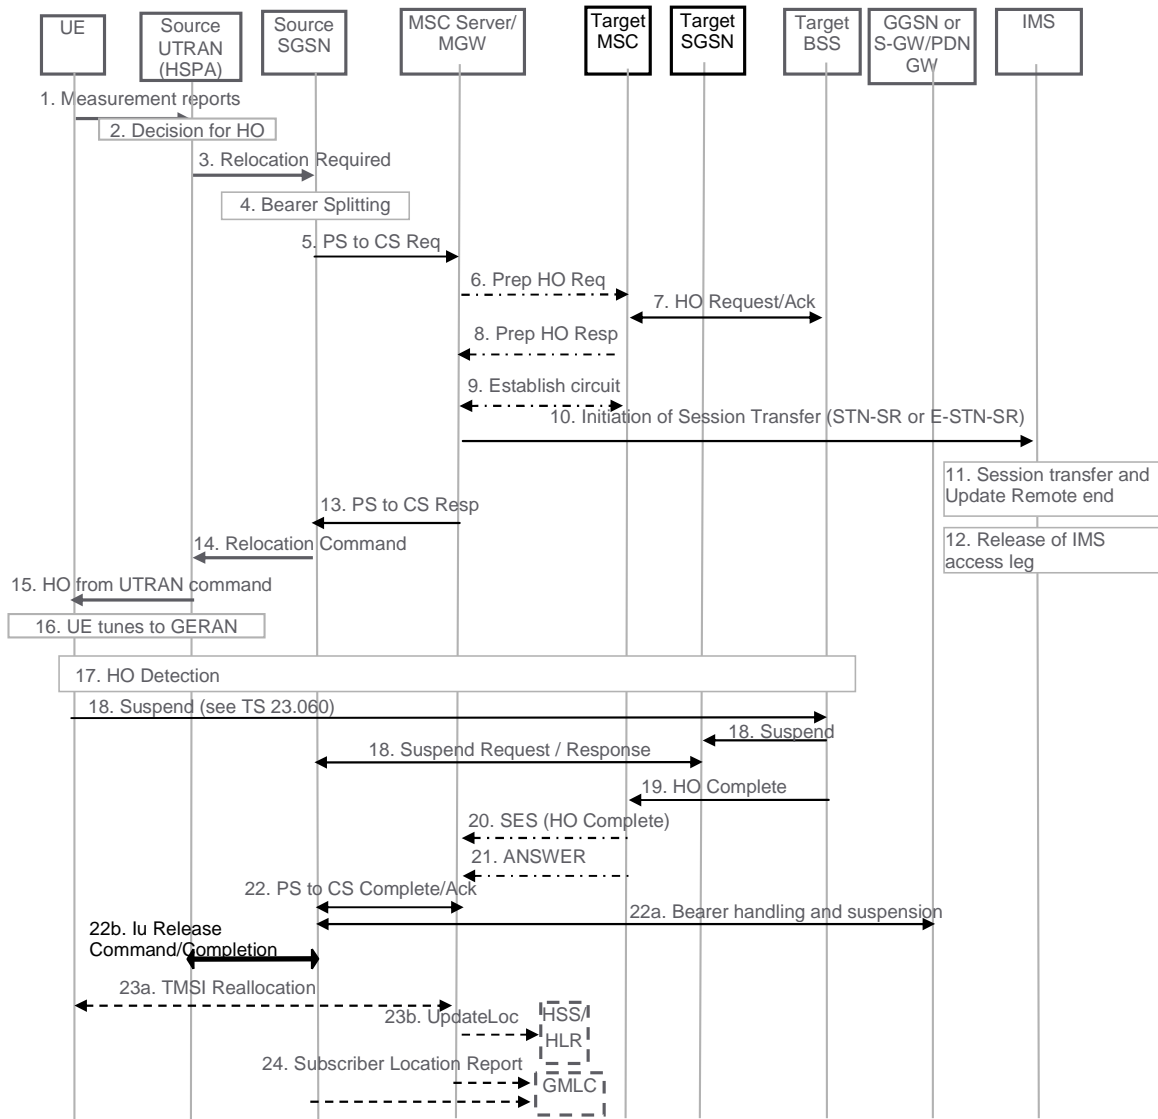 UE
Source
UTRAN
(HSPA)
Source
SGSN
MSC Server/
MGW
Target
MSC
Target
SGSN
Target
BSS
GGSN or
S-GW/PDN
GW
IMS
1. Measurement reports
2. Decision for HO
3. Relocation Required
4. Bearer Splitting
5. PS to CS Req
6. Prep HO Req
7. HO Request/Ack
8. Prep HO Resp
9. Establish circuit
10. Initiation of Session Transfer (STN-SR or E-STN-SR)
11. Session transfer and
Update Remote end
13. PS to CS Resp
12. Release of IMS
access leg
14. Relocation Command
15. HO from UTRAN command
16. UE tunes to GERAN
17. HO Detection
18. Suspend (see TS 23.060)
18. Suspend
18. Suspend Request / Response
19. HO Complete
20. SES (HO Complete)
21. ANSWER
22. PS to CS Complete/Ack
22a. Bearer handling and suspension
22b. Iu Release
Command/Completion
23a. TMSI Reallocation
23b. UpdateLoc
HSS/
HLR
24. Subscriber Location Report
GMLC